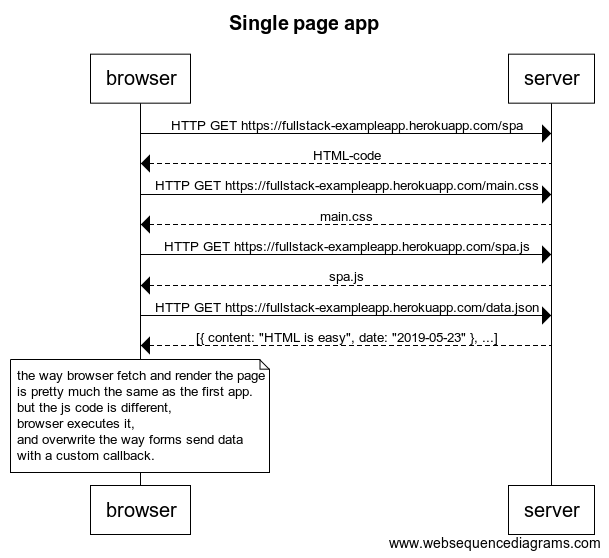 Single page app
browser
server
HTTP GET https://fullstack-exampleapp.herokuapp.com/spa
HTML-code
HTTP GET https://fullstack-exampleapp.herokuapp.com/main.css
main.css
HTTP GET https://fullstack-exampleapp.herokuapp.com/spa.js
spa.js
HTTP GET https://fullstack-exampleapp.herokuapp.com/data.json
[{ content: "HTML is easy", date: "2019-05-23" }, ...]
the way browser fetch and render the page
is pretty much the same as the first app.
but the js code is different,
browser executes it,
and overwrite the way forms send data
with a custom callback.
browser
server
www.websequencediagrams.com